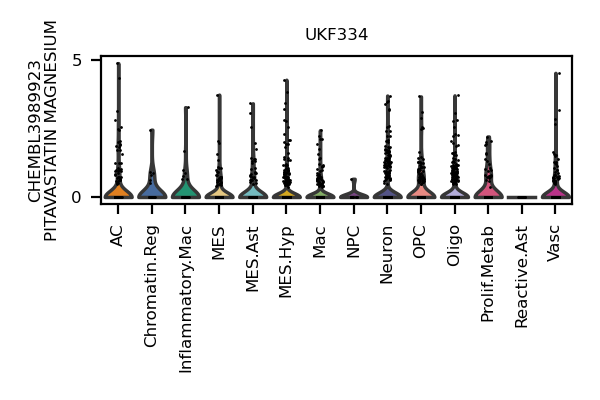 UKF334
CHEMBL3989923
PITAVASTATIN MAGNESIUM
5
0
AC
Chromatin.Reg
Inflammatory.Mac
MES
MES.Ast
MES.Hyp
Mac
NPC
Neuron
OPC
Oligo
Prolif.Metab
Reactive.Ast
Vasc